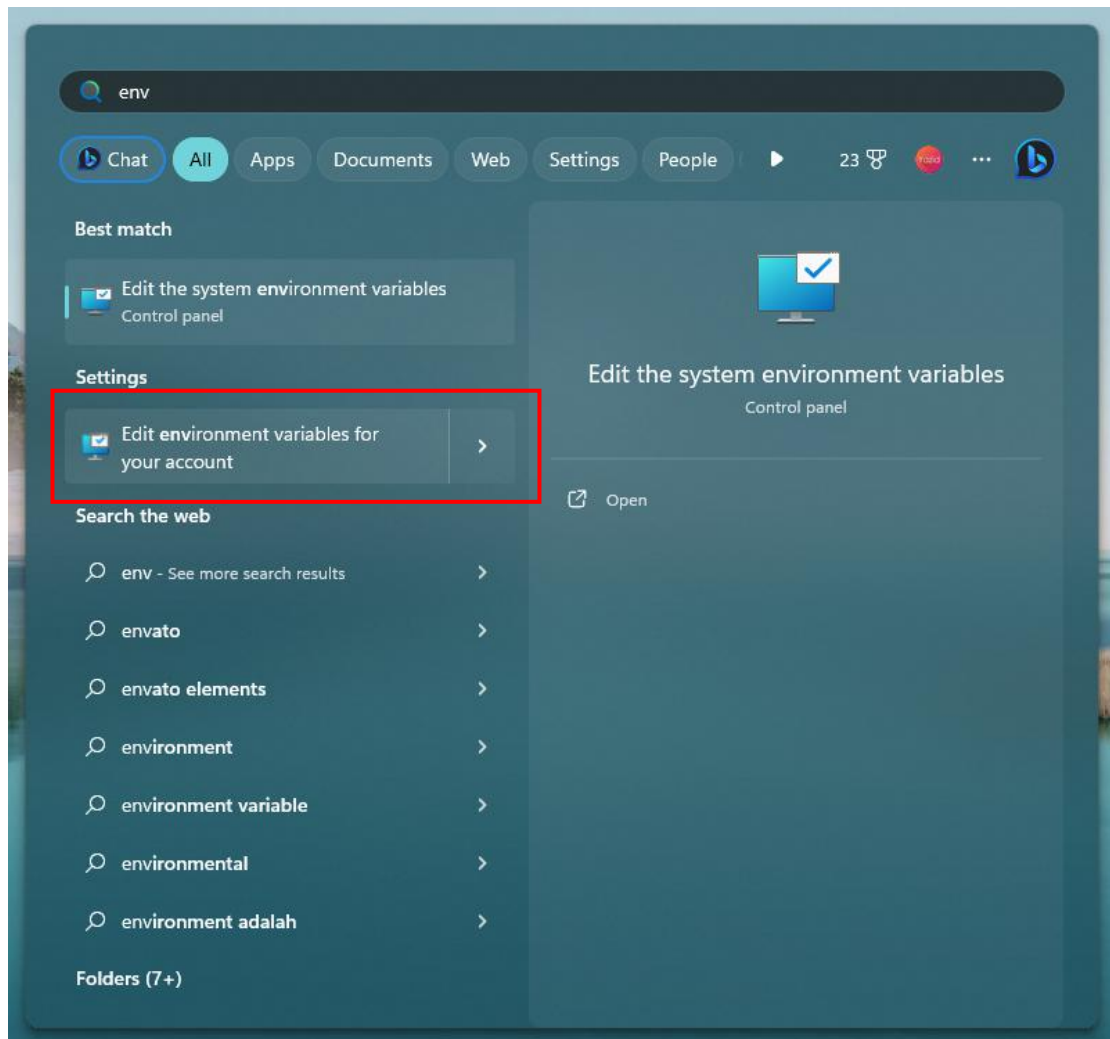 env
Chat All Apps Documents Web Settings People 23
Best match
Edit the system environment variables
Control panel
Settings
Edit environment variables for
your account
Search the web
env - See more search results
envato
envato elements
environment
environment variable
environmental
environment adalah
Folders (7+)
Edit the system environment variables
Control panel
Open